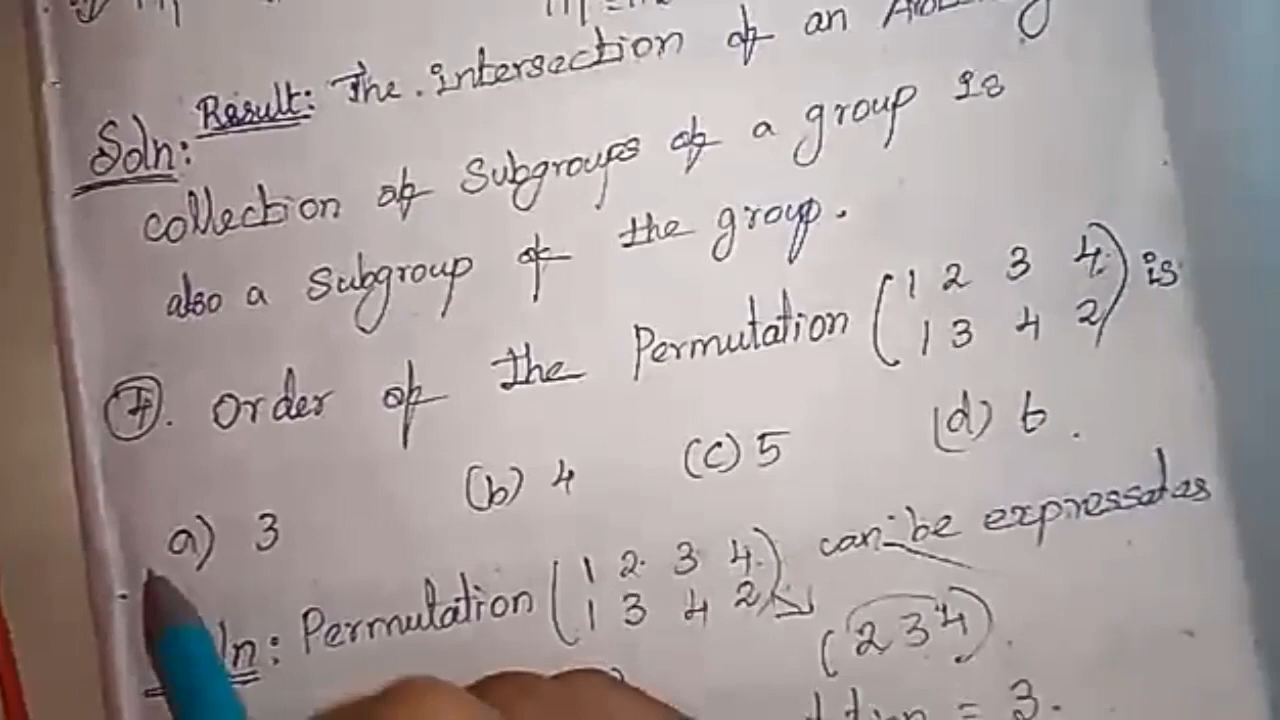 Result: The intersection of an
Soln:
collection of subgroups of a group is
also a subgroup of the group.
7. Order of the Permutation (1 2 3 4) is
(1 3 4 2)
a) 3 (b) 4 (c) 5 (d) 6.
ln: Permutation (1 2 3 4) can be expressed as
(1 3 4 2) (2 3 4).
= 3.